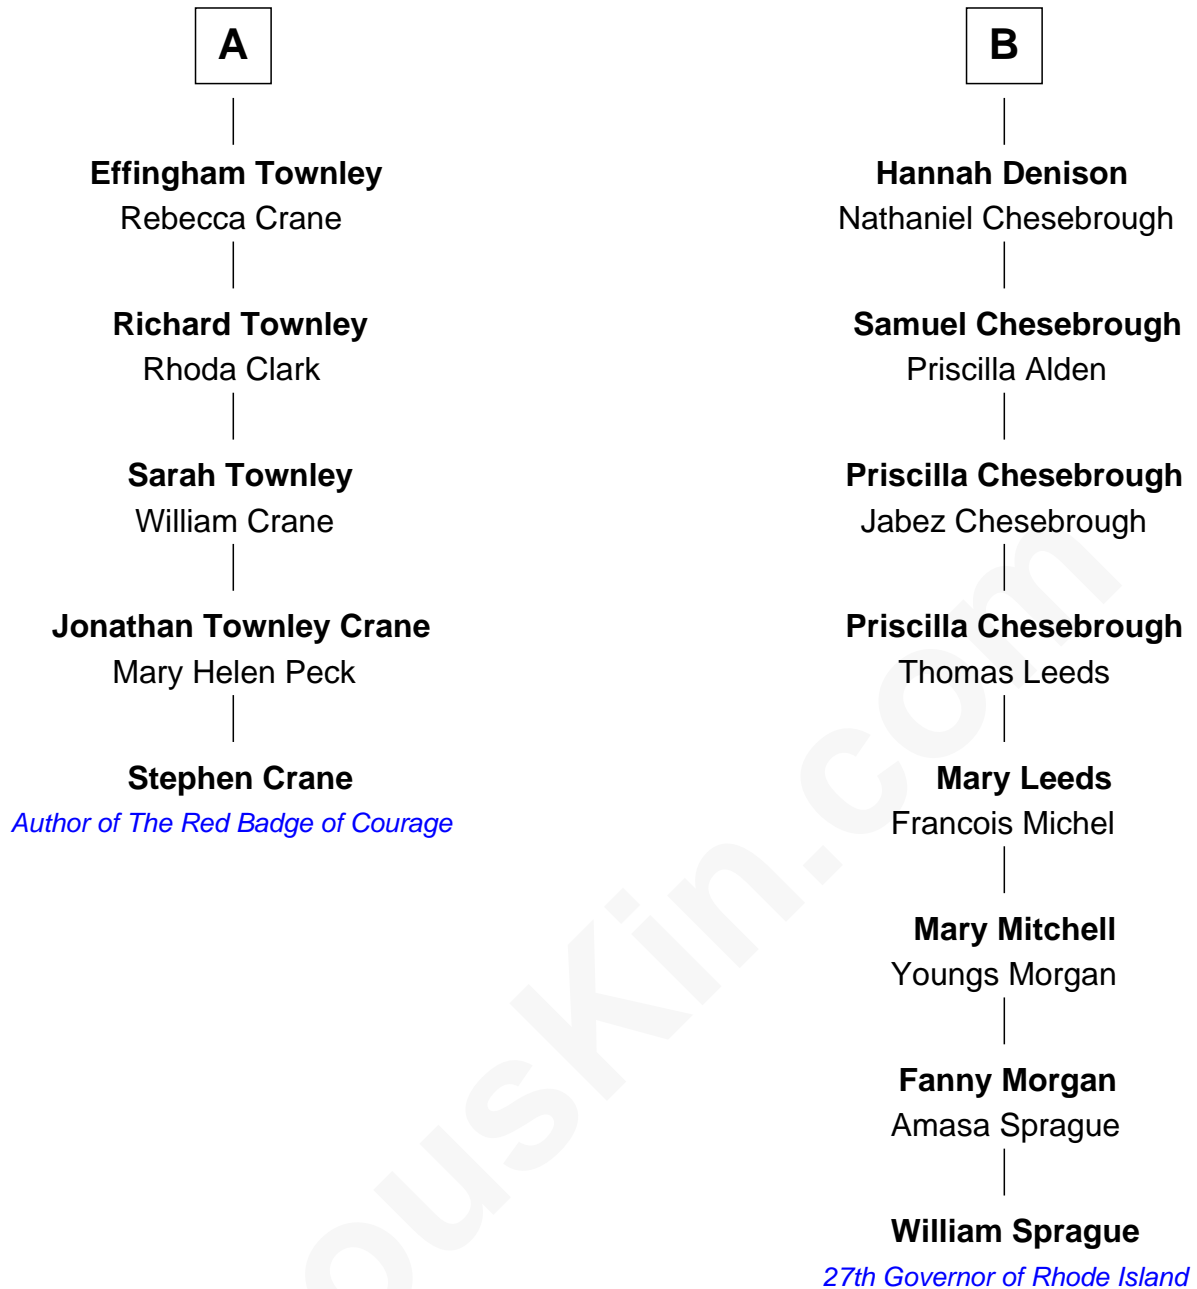 A
Effingham Townley
Rebecca Crane
Richard Townley
Rhoda Clark
Sarah Townley
William Crane
Jonathan Townley Crane
Mary Helen Peck
Stephen Crane
Author of The Red Badge of Courage
B
Hannah Denison
Nathaniel Chesebrough
Samuel Chesebrough
Priscilla Alden
Priscilla Chesebrough
Jabez Chesebrough
Priscilla Chesebrough
Thomas Leeds
Mary Leeds
Francois Michel
Mary Mitchell
Youngs Morgan
Fanny Morgan
Amasa Sprague
William Sprague
27th Governor of Rhode Island
ousKin.com